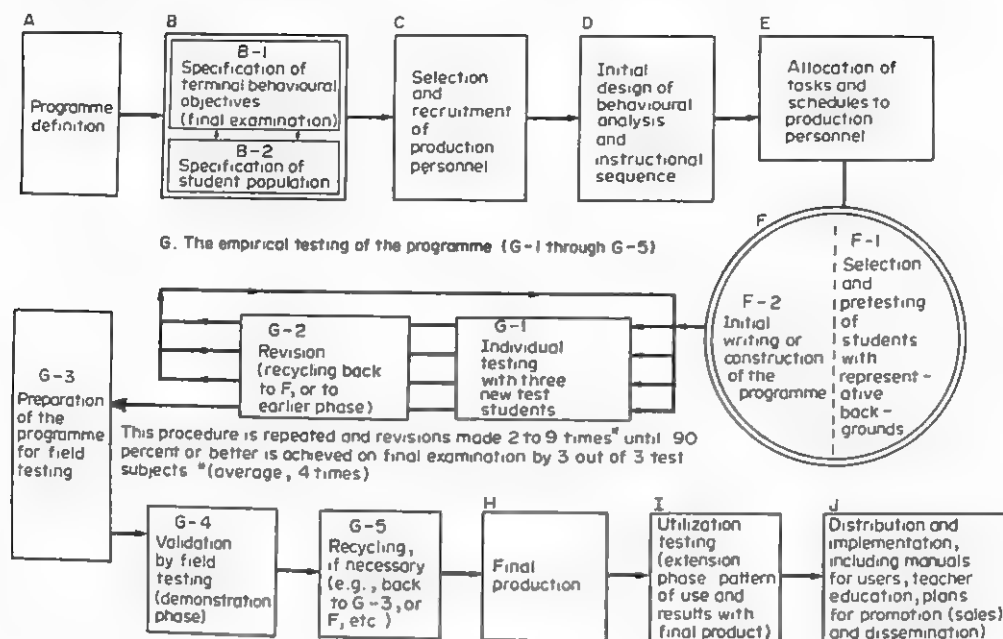 A
Programme
definition
B
B-1
Specification of
terminal behavioural
objectives
(final examination)
B-2
Specification of
student population
C
Selection
and
recruitment
of
production
personnel
D
Initial
design of
behavioural
analysis
and
instructional
sequence
E
Allocation of
tasks
and
schedules to
production
personnel
F
F-1
Selection
and
pretesting
of
students
with
represent-
ative
back-
grounds
F-2
Initial
writing or
construction
of the
programme
G. The empirical testing of the programme (G-1 through G-5)
G-1
Individual
testing
with three
new test
students
G-2
Revision
(recycling back
to F, or to
earlier phase)
G-3
Preparation
of the
programme
for field
testing
This procedure is repeated and revisions made 2 to 9 times* until 90
percent or better is achieved on final examination by 3 out of 3 test
subjects *(average, 4 times)
G-4
Validation
by field
testing
(demonstration
phase)
G-5
Recycling,
if necessary
(e.g., back
to G-3, or
F, etc)
H
Final
production
I
Utilization
testing
(extension
phase pattern
of use and
results with
final product)
J
Distribution and
implementation,
including manuals
for users, teacher
education, plans
for promotion (sales)
and dissemination)